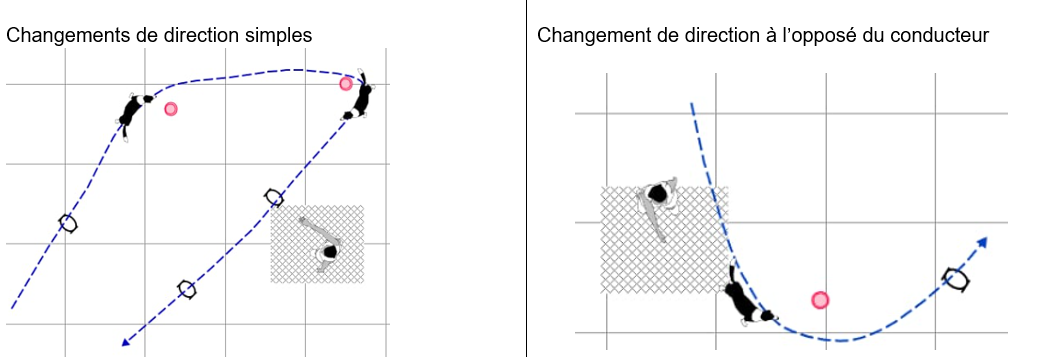 Changements de direction simples
Changement de direction à l’opposé du conducteur